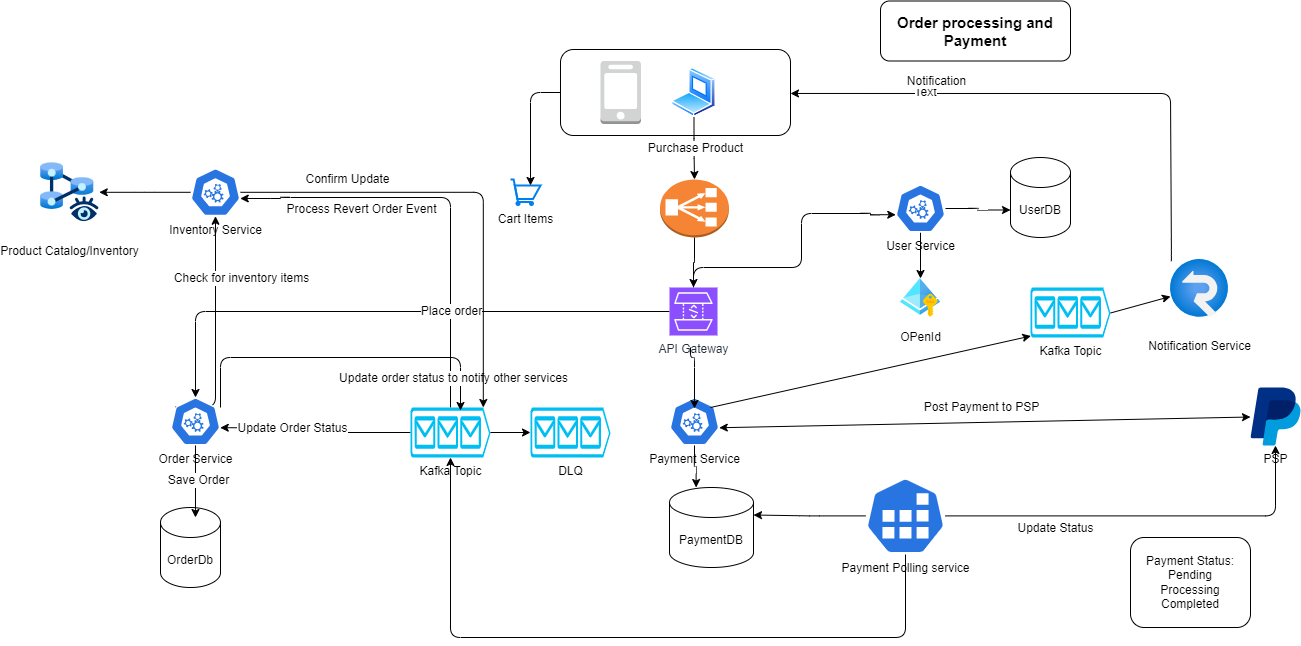 Order processing and
Payment
Notification
Text
Purchase Product
Confirm Update
Process Revert Order Event
Cart Items
UserDB
Inventory Service
User Service
Product Catalog/Inventory
Check for inventory items
Place order
OPenId
API Gateway
Kafka Topic
Notification Service
Update order status to notify other services
Post Payment to PSP
Update Order Status
Order Service
Kafka Topic
DLQ
Payment Service
PSP
Save Order
Update Status
PaymentDB
OrderDb
Payment Polling service
Payment Status:
Pending
Processing
Completed